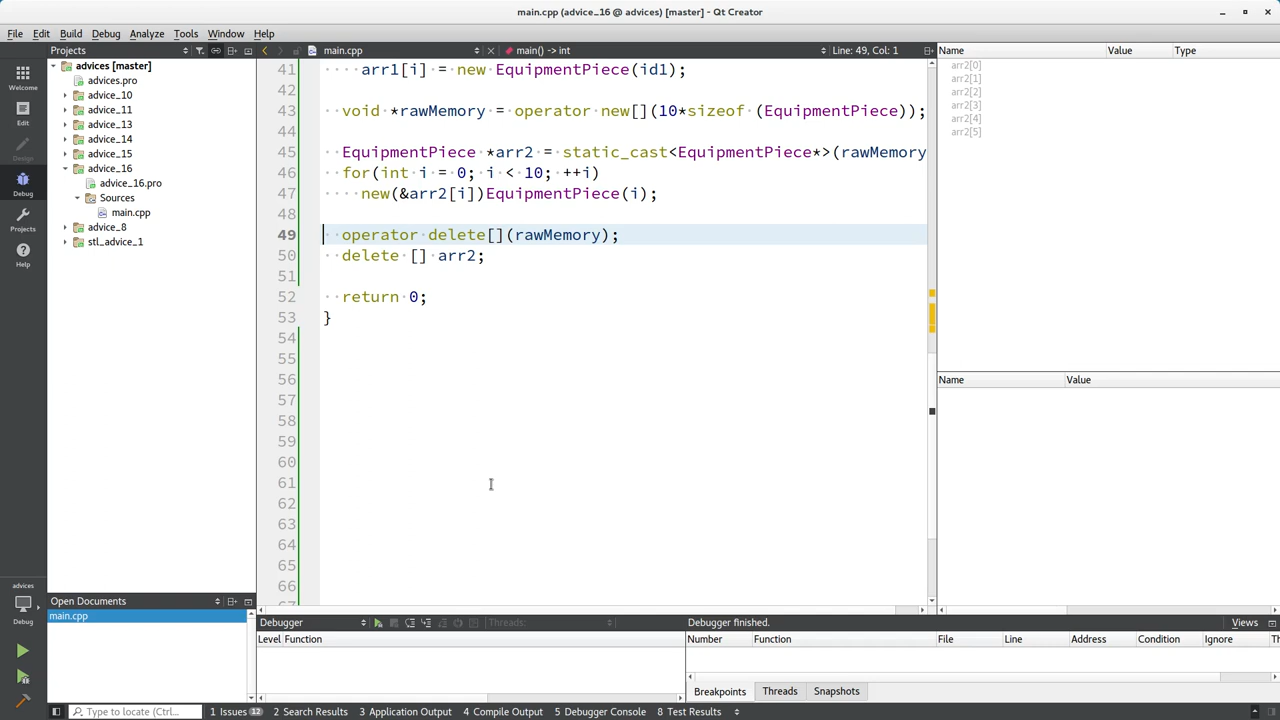 main.cpp (advice_16 @ advices) [master] - Qt Creator
File Edit Build Debug Analyze Tools Window Help
Projects main.cpp main() -> int Line: 49, Col: 1 Name Value Type
Welcome
Edit
Design
Debug
Projects
Help
advices [master]
advices.pro
advice_10
advice_11
advice_13
advice_14
advice_15
advice_16
advice_16.pro
Sources
main.cpp
advice_8
stl_advice_1
41 ····arr1[i]·=·new·EquipmentPiece(id1);
42
43 ··void·*rawMemory·=·operator·new[](10*sizeof·(EquipmentPiece));
44
45 ··EquipmentPiece·*arr2·=·static_cast<EquipmentPiece*>(rawMemory
46 ··for(int·i·=·0;·i·<·10;·++i)
47 ····new(&arr2[i])EquipmentPiece(i);
48
49 ··operator·delete[](rawMemory);
50 ··delete·[]·arr2;
51
52 ··return·0;
53 }
54
55
56
57
58
59
60
61
62
63
64
65
66
arr2[0]
arr2[1]
arr2[2]
arr2[3]
arr2[4]
arr2[5]
Name Value
advices
Debug
Open Documents
main.cpp
Debugger Threads: Debugger finished. Views
Level Function Number Function File Line Address Condition Ignore Th
Breakpoints Threads Snapshots
Type to locate (Ctrl... 1 Issues 12 2 Search Results 3 Application Output 4 Compile Output 5 Debugger Console 8 Test Results